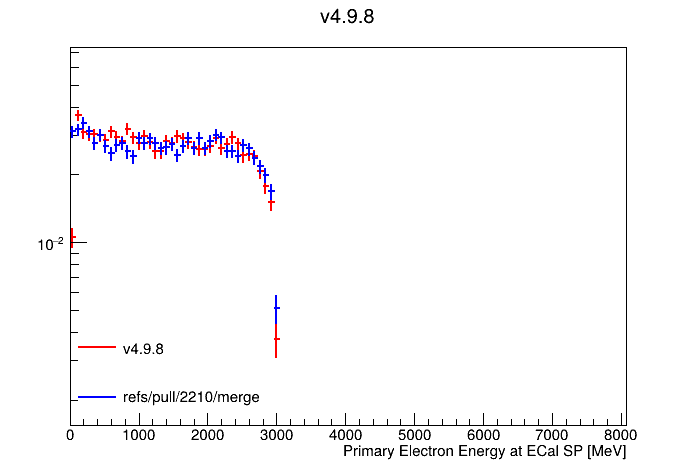 v4.9.8
10⁻²
v4.9.8
refs/pull/2210/merge
0 1000 2000 3000 4000 5000 6000 7000 8000
Primary Electron Energy at ECal SP [MeV]